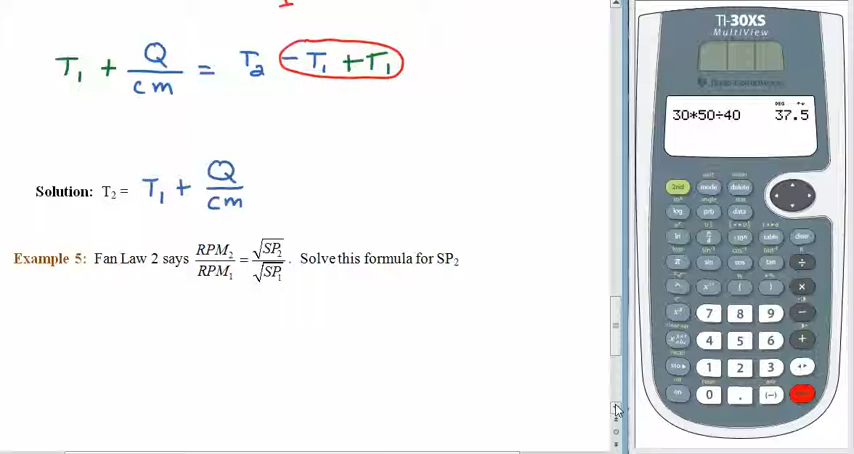 T₁ + Q/cm = T₂ − T₁ + T₁
Solution: T₂ = T₁ + Q/cm
Example 5: Fan Law 2 says RPM₂/RPM₁ = √SP₂/√SP₁ . Solve this formula for SP₂
TI-30XS
MultiView
DEG
30*50÷40 37.5
2nd mode delete
log prb data
ln table clear
π sin cos tan ÷
^ ( ) ×
x² 7 8 9 −
4 5 6 +
sto▸ 1 2 3
on 0 . (−)